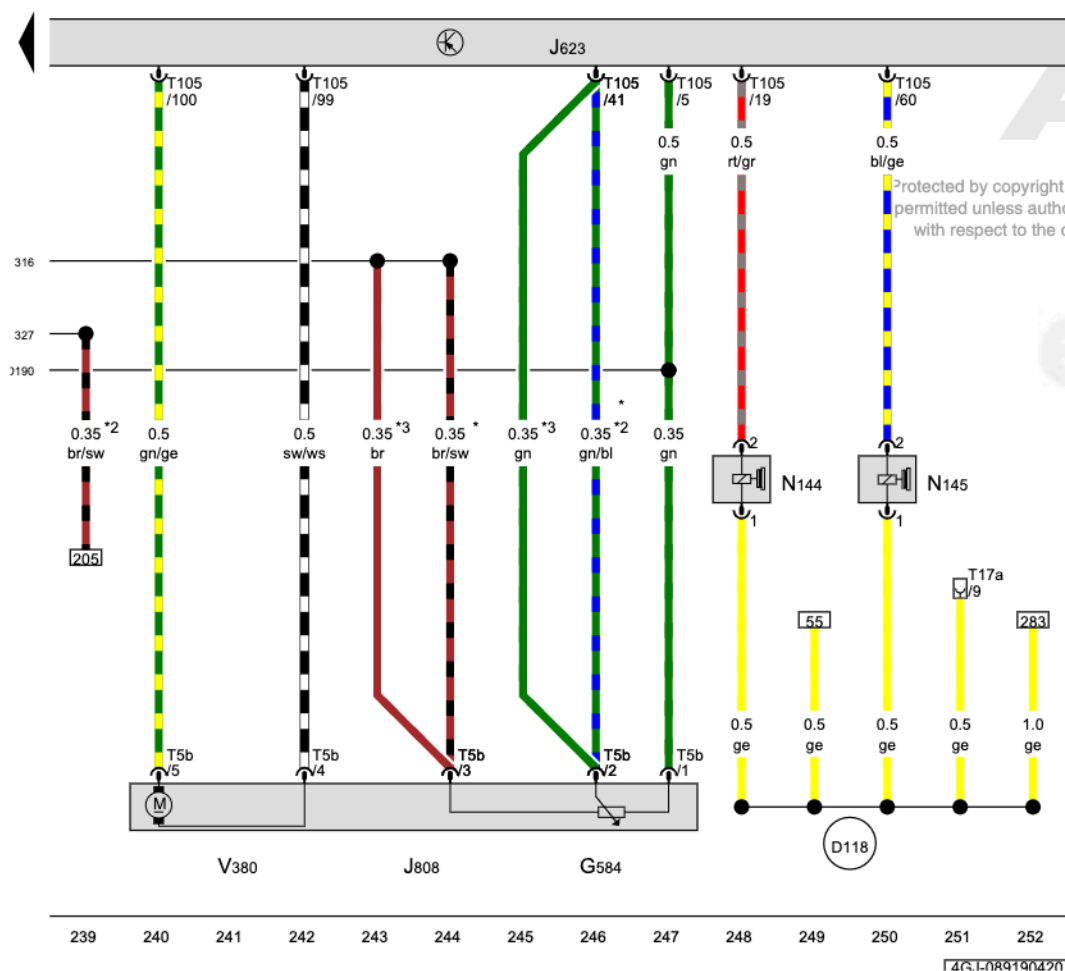 J623
T105
/100
T105
/99
T105
/41
T105
/5
T105
/19
T105
/60
0.5
gn
0.5
rt/gr
0.5
bl/ge
Protected by copyright.
permitted unless autho
with respect to the c
316
327
190
0.35 *2
br/sw
0.5
gn/ge
0.5
sw/ws
0.35 *3
br
0.35 *
br/sw
0.35 *3
gn
*
0.35 *2
gn/bl
0.35
gn
2
N144
1
2
N145
1
205
T17a
/9
55
283
0.5
ge
0.5
ge
0.5
ge
0.5
ge
1.0
ge
T5b
/5
T5b
/4
T5b
/3
T5b
/2
T5b
/1
M
D118
V380
J808
G584
239 240 241 242 243 244 245 246 247 248 249 250 251 252
4GJ-089190420